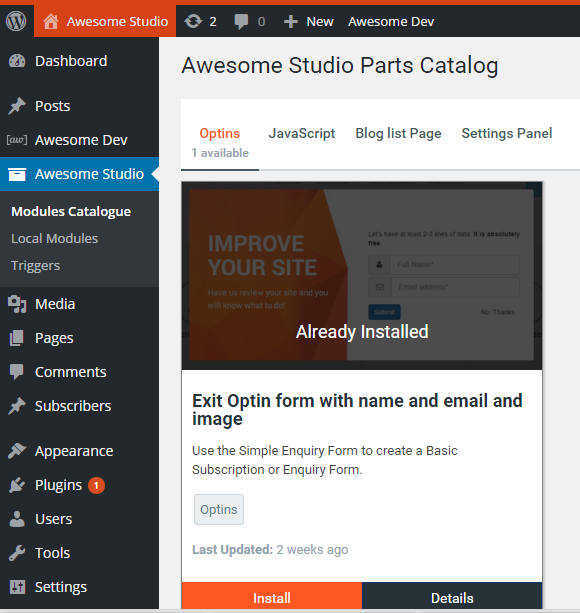 Awesome Studio 2 0 + New Awesome Dev
Dashboard
Posts
[aw] Awesome Dev
Awesome Studio
Modules Catalogue
Local Modules
Triggers
Media
Pages
Comments
Subscribers
Appearance
Plugins 1
Users
Tools
Settings
Awesome Studio Parts Catalog
Optins JavaScript Blog list Page Settings Panel
1 available
IMPROVE
YOUR SITE
Have us review your site and you
will know what to do!
Let's have at least 2-3 lines of data. It is absolutely
free
Full Name*
Email address*
Submit No, Thanks
Already Installed
Exit Optin form with name and email and
image
Use the Simple Enquiry Form to create a Basic
Subscription or Enquiry Form.
Optins
Last Updated: 2 weeks ago
Install Details